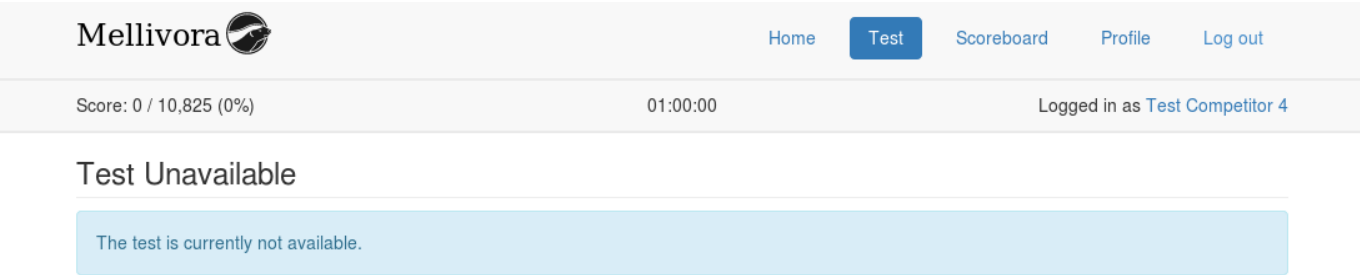 Mellivora
Home Test Scoreboard Profile Log out
Score: 0 / 10,825 (0%) 01:00:00 Logged in as Test Competitor 4
Test Unavailable
The test is currently not available.